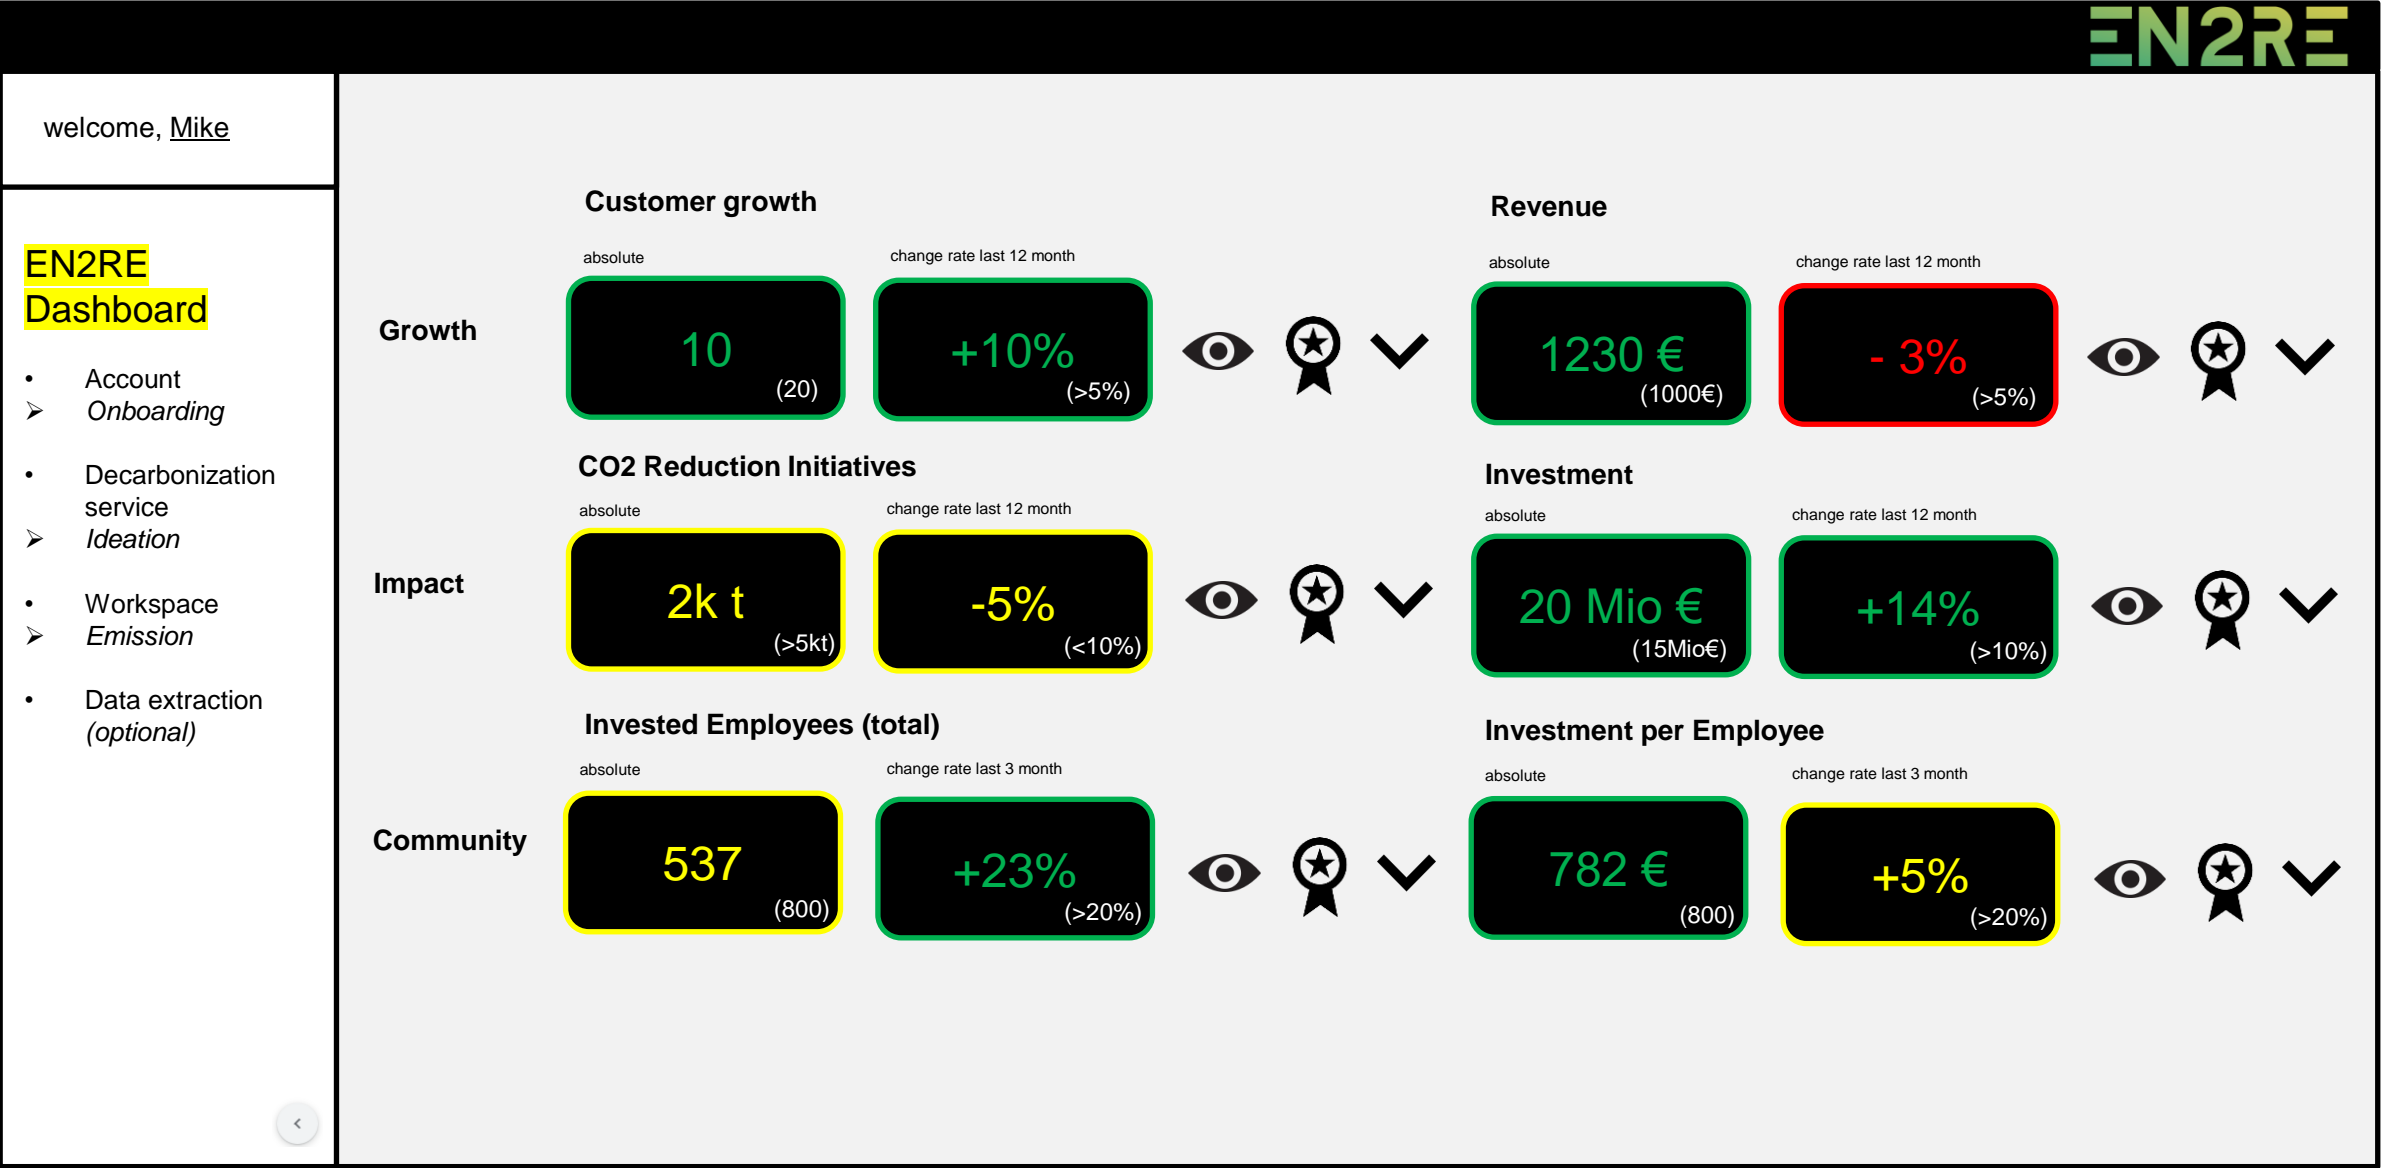 EN2RE
welcome, Mike
EN2RE
Dashboard
• Account
➢ Onboarding
• Decarbonization
service
➢ Ideation
• Workspace
➢ Emission
• Data extraction
(optional)
Growth
Customer growth
absolute
change rate last 12 month
10
(20)
+10%
(>5%)
Revenue
absolute
change rate last 12 month
1230 €
(1000€)
- 3%
(>5%)
Impact
CO2 Reduction Initiatives
absolute
change rate last 12 month
2k t
(>5kt)
-5%
(<10%)
Investment
absolute
change rate last 12 month
20 Mio €
(15Mio€)
+14%
(>10%)
Community
Invested Employees (total)
absolute
change rate last 3 month
537
(800)
+23%
(>20%)
Investment per Employee
absolute
change rate last 3 month
782 €
(800)
+5%
(>20%)